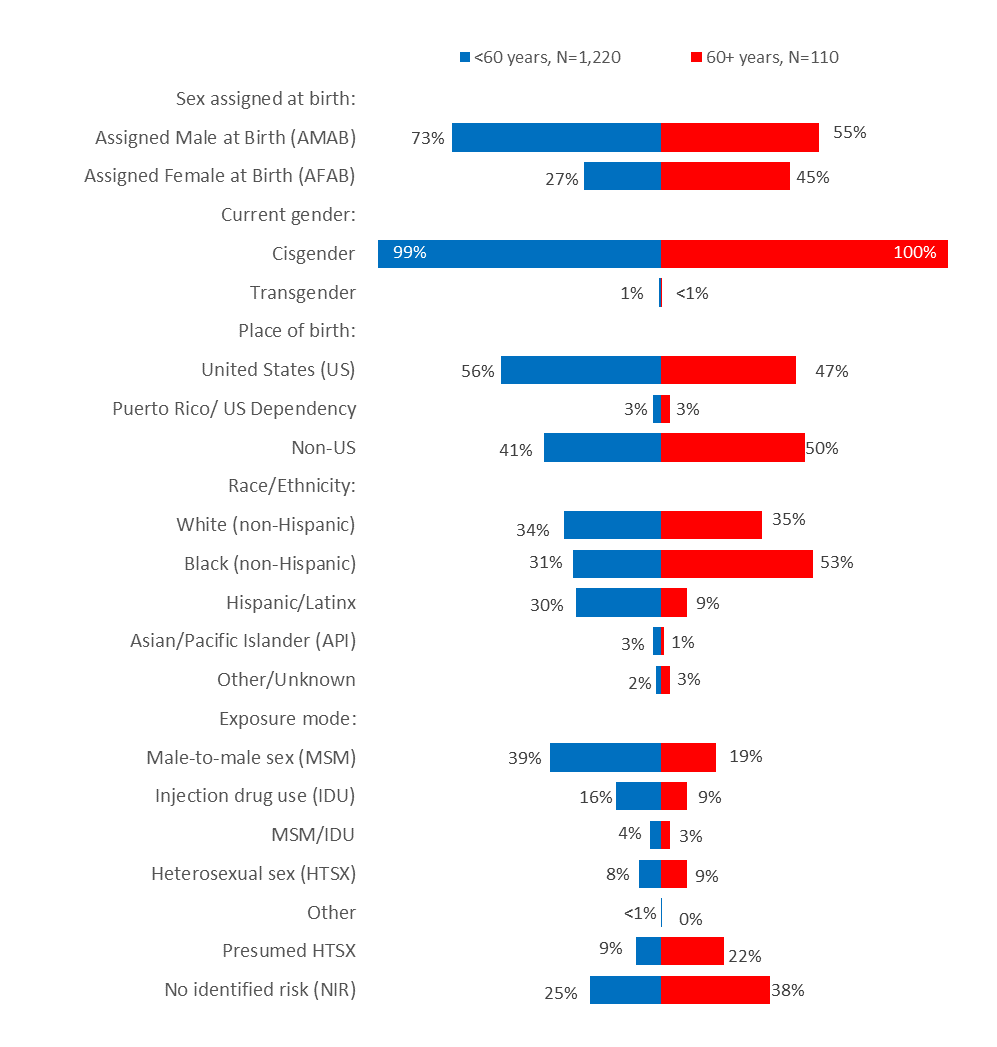 <60 years, N=1,220 60+ years, N=110
Sex assigned at birth:
Assigned Male at Birth (AMAB) 73% 55%
Assigned Female at Birth (AFAB) 27% 45%
Current gender:
Cisgender 99% 100%
Transgender 1% <1%
Place of birth:
United States (US) 56% 47%
Puerto Rico/ US Dependency 3% 3%
Non-US 41% 50%
Race/Ethnicity:
White (non-Hispanic) 34% 35%
Black (non-Hispanic) 31% 53%
Hispanic/Latinx 30% 9%
Asian/Pacific Islander (API) 3% 1%
Other/Unknown 2% 3%
Exposure mode:
Male-to-male sex (MSM) 39% 19%
Injection drug use (IDU) 16% 9%
MSM/IDU 4% 3%
Heterosexual sex (HTSX) 8% 9%
Other <1% 0%
Presumed HTSX 9% 22%
No identified risk (NIR) 25% 38%